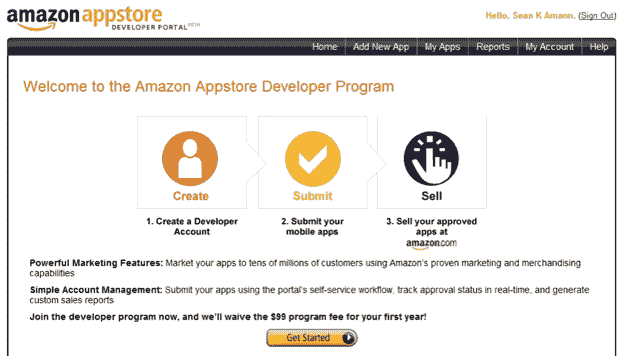 amazon appstore
DEVELOPER PORTAL BETA
Hello, Sean K Amann. (Sign Out)
Home Add New App My Apps Reports My Account Help
Welcome to the Amazon Appstore Developer Program
Create Submit Sell
1. Create a Developer Account
2. Submit your mobile apps
3. Sell your approved apps at
amazon.com
Powerful Marketing Features: Market your apps to tens of millions of customers using Amazon's proven marketing and merchandising
capabilities
Simple Account Management: Submit your apps using the portal's self-service workflow, track approval status in real-time, and generate
custom sales reports
Join the developer program now, and we'll waive the $99 program fee for your first year!
Get Started